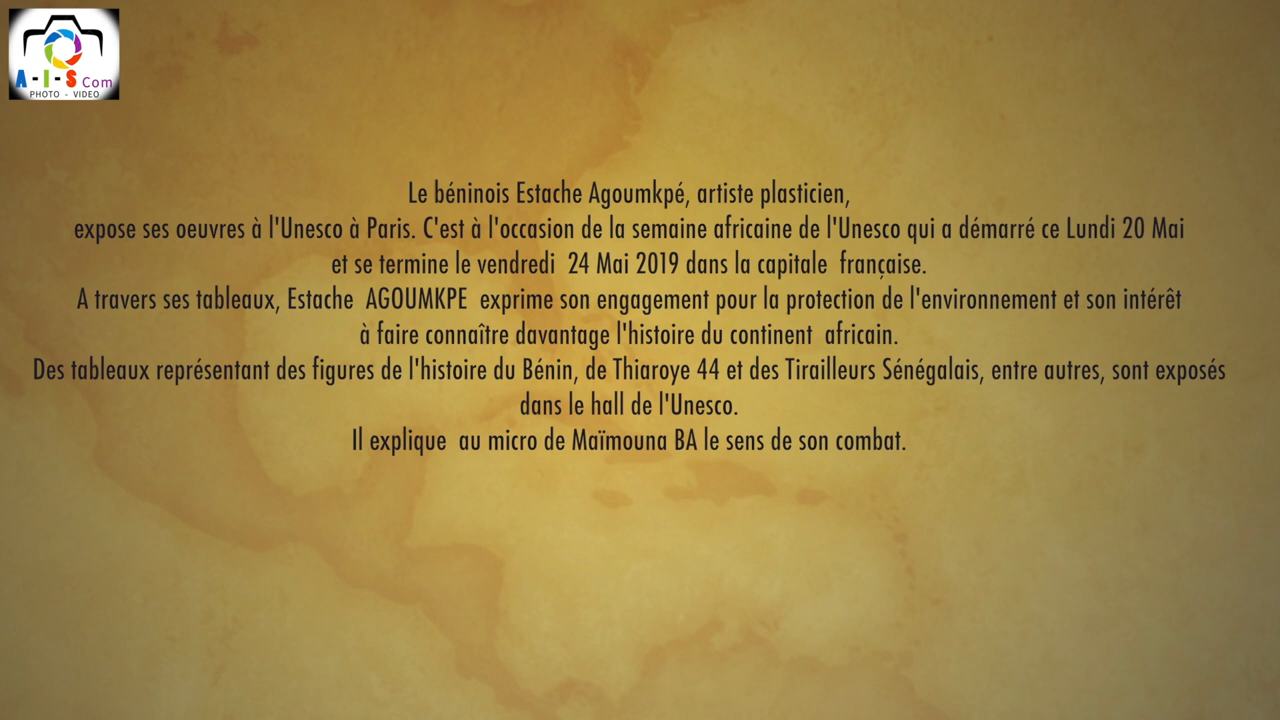 A-I-S Com
PHOTO - VIDEO
Le béninois Estache Agoumkpé, artiste plasticien,
expose ses oeuvres à l'Unesco à Paris. C'est à l'occasion de la semaine africaine de l'Unesco qui a démarré ce Lundi 20 Mai
et se termine le vendredi 24 Mai 2019 dans la capitale française.
A travers ses tableaux, Estache AGOUMKPE exprime son engagement pour la protection de l'environnement et son intérêt
à faire connaître davantage l'histoire du continent africain.
Des tableaux représentant des figures de l'histoire du Bénin, de Thiaroye 44 et des Tirailleurs Sénégalais, entre autres, sont exposés
dans le hall de l'Unesco.
Il explique au micro de Maïmouna BA le sens de son combat.